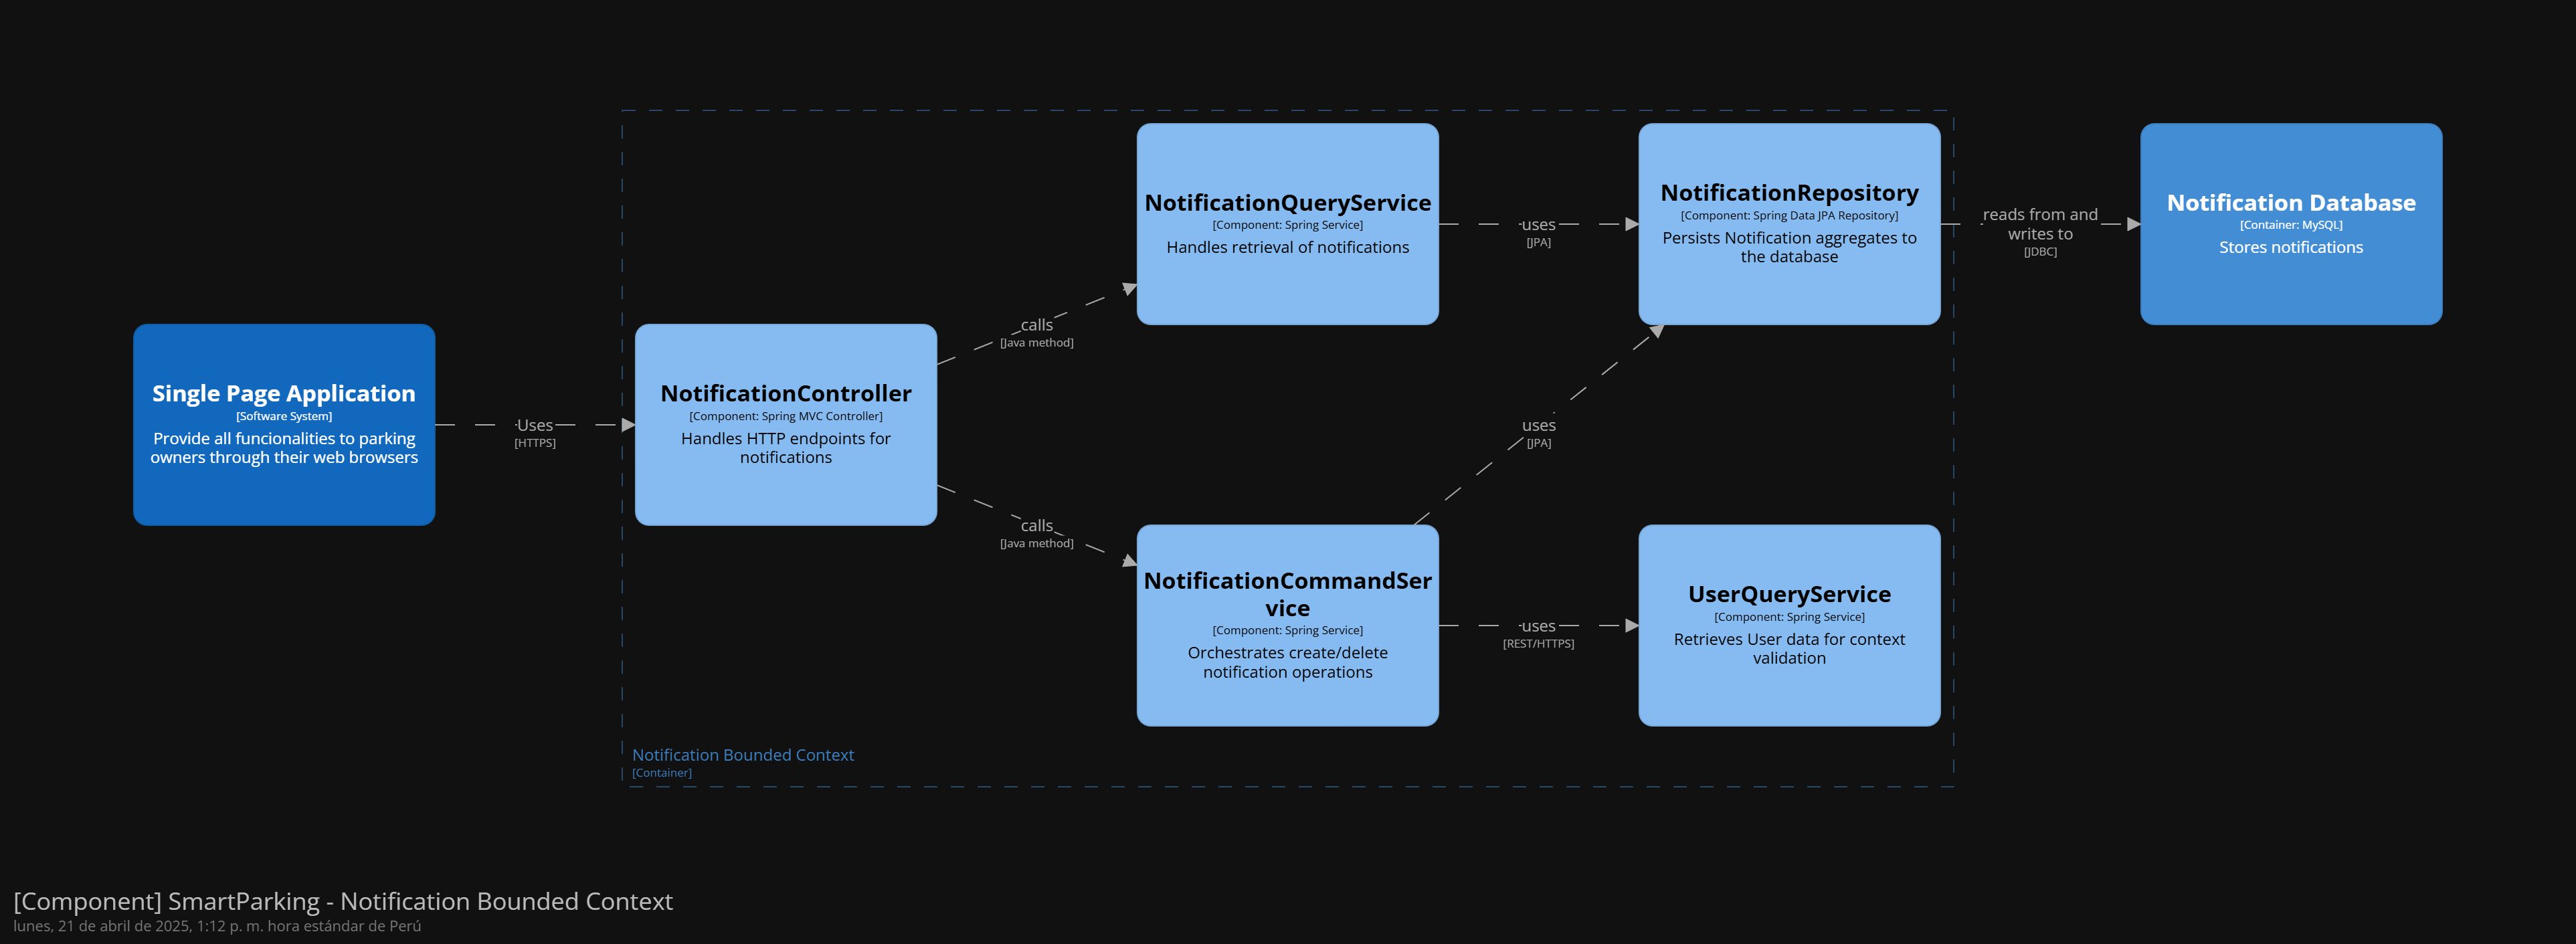 Single Page Application
[Software System]
Provide all funcionalities to parking
owners through their web browsers
Uses
[HTTPS]
NotificationController
[Component: Spring MVC Controller]
Handles HTTP endpoints for
notifications
calls
[Java method]
calls
[Java method]
NotificationQueryService
[Component: Spring Service]
Handles retrieval of notifications
uses
[JPA]
NotificationRepository
[Component: Spring Data JPA Repository]
Persists Notification aggregates to
the database
reads from and
writes to
[JDBC]
Notification Database
[Container: MySQL]
Stores notifications
uses
[JPA]
NotificationCommandSer
vice
[Component: Spring Service]
Orchestrates create/delete
notification operations
uses
[REST/HTTPS]
UserQueryService
[Component: Spring Service]
Retrieves User data for context
validation
Notification Bounded Context
[Container]
[Component] SmartParking - Notification Bounded Context
lunes, 21 de abril de 2025, 1:12 p. m. hora estándar de Perú